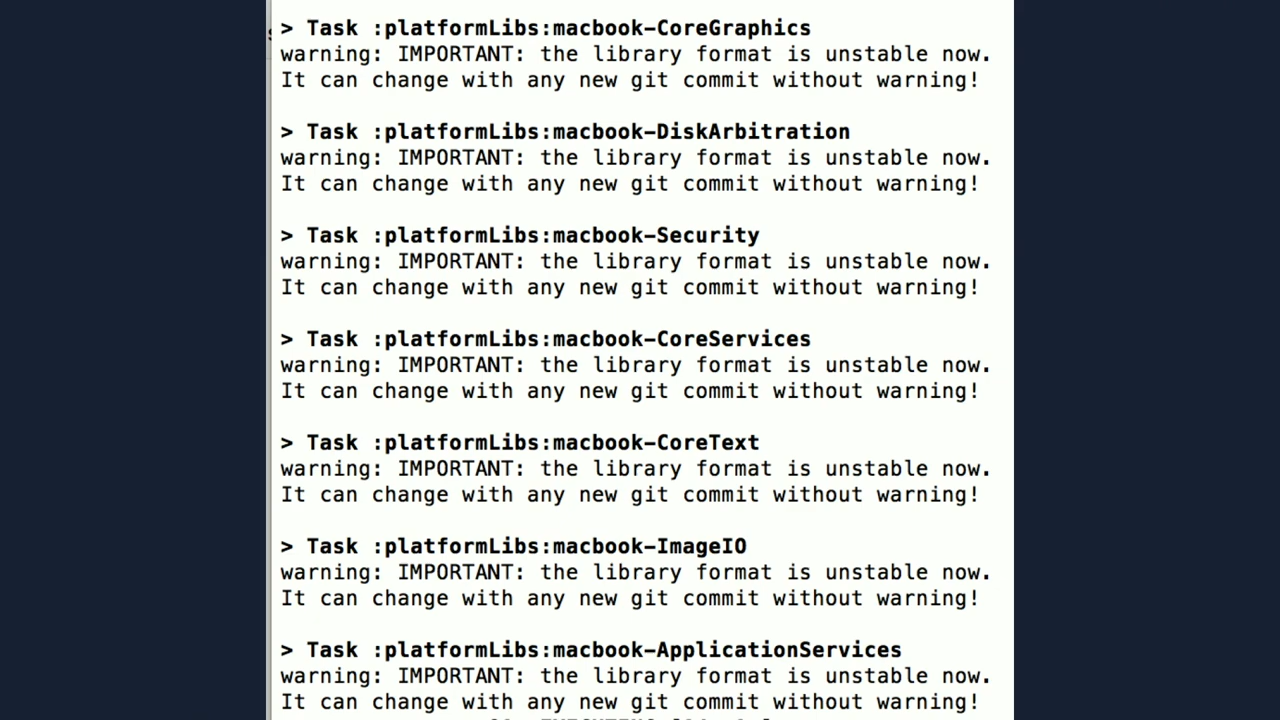 > Task :platformLibs:macbook-CoreGraphics
warning: IMPORTANT: the library format is unstable now.
It can change with any new git commit without warning!
> Task :platformLibs:macbook-DiskArbitration
warning: IMPORTANT: the library format is unstable now.
It can change with any new git commit without warning!
> Task :platformLibs:macbook-Security
warning: IMPORTANT: the library format is unstable now.
It can change with any new git commit without warning!
> Task :platformLibs:macbook-CoreServices
warning: IMPORTANT: the library format is unstable now.
It can change with any new git commit without warning!
> Task :platformLibs:macbook-CoreText
warning: IMPORTANT: the library format is unstable now.
It can change with any new git commit without warning!
> Task :platformLibs:macbook-ImageIO
warning: IMPORTANT: the library format is unstable now.
It can change with any new git commit without warning!
> Task :platformLibs:macbook-ApplicationServices
warning: IMPORTANT: the library format is unstable now.
It can change with any new git commit without warning!